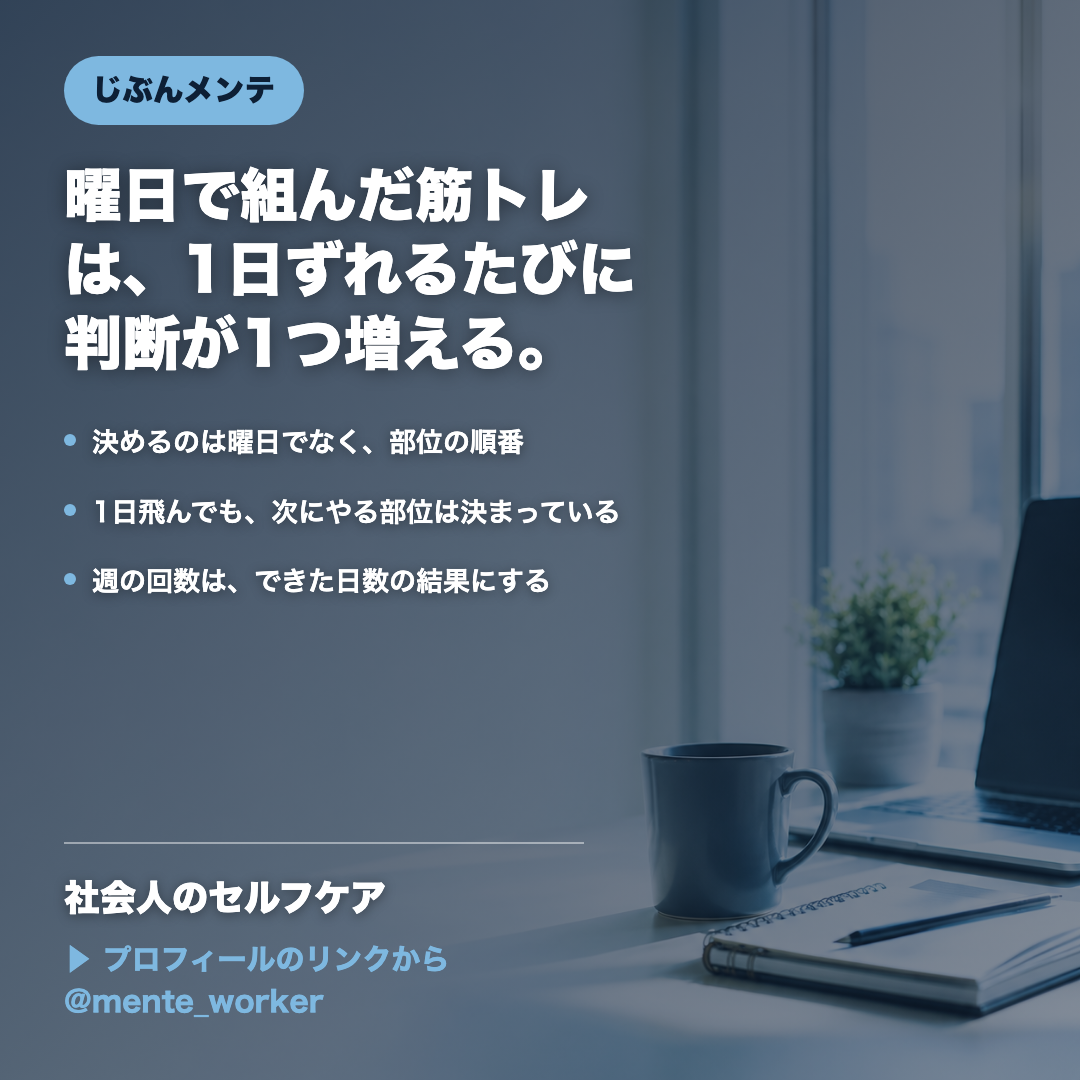 じぶんメンテ
曜日で組んだ筋トレ
は、1日ずれるたびに
判断が1つ増える。
決めるのは曜日でなく、部位の順番
1日飛んでも、次にやる部位は決まっている
週の回数は、できた日数の結果にする
社会人のセルフケア
▶ プロフィールのリンクから
@mente_worker